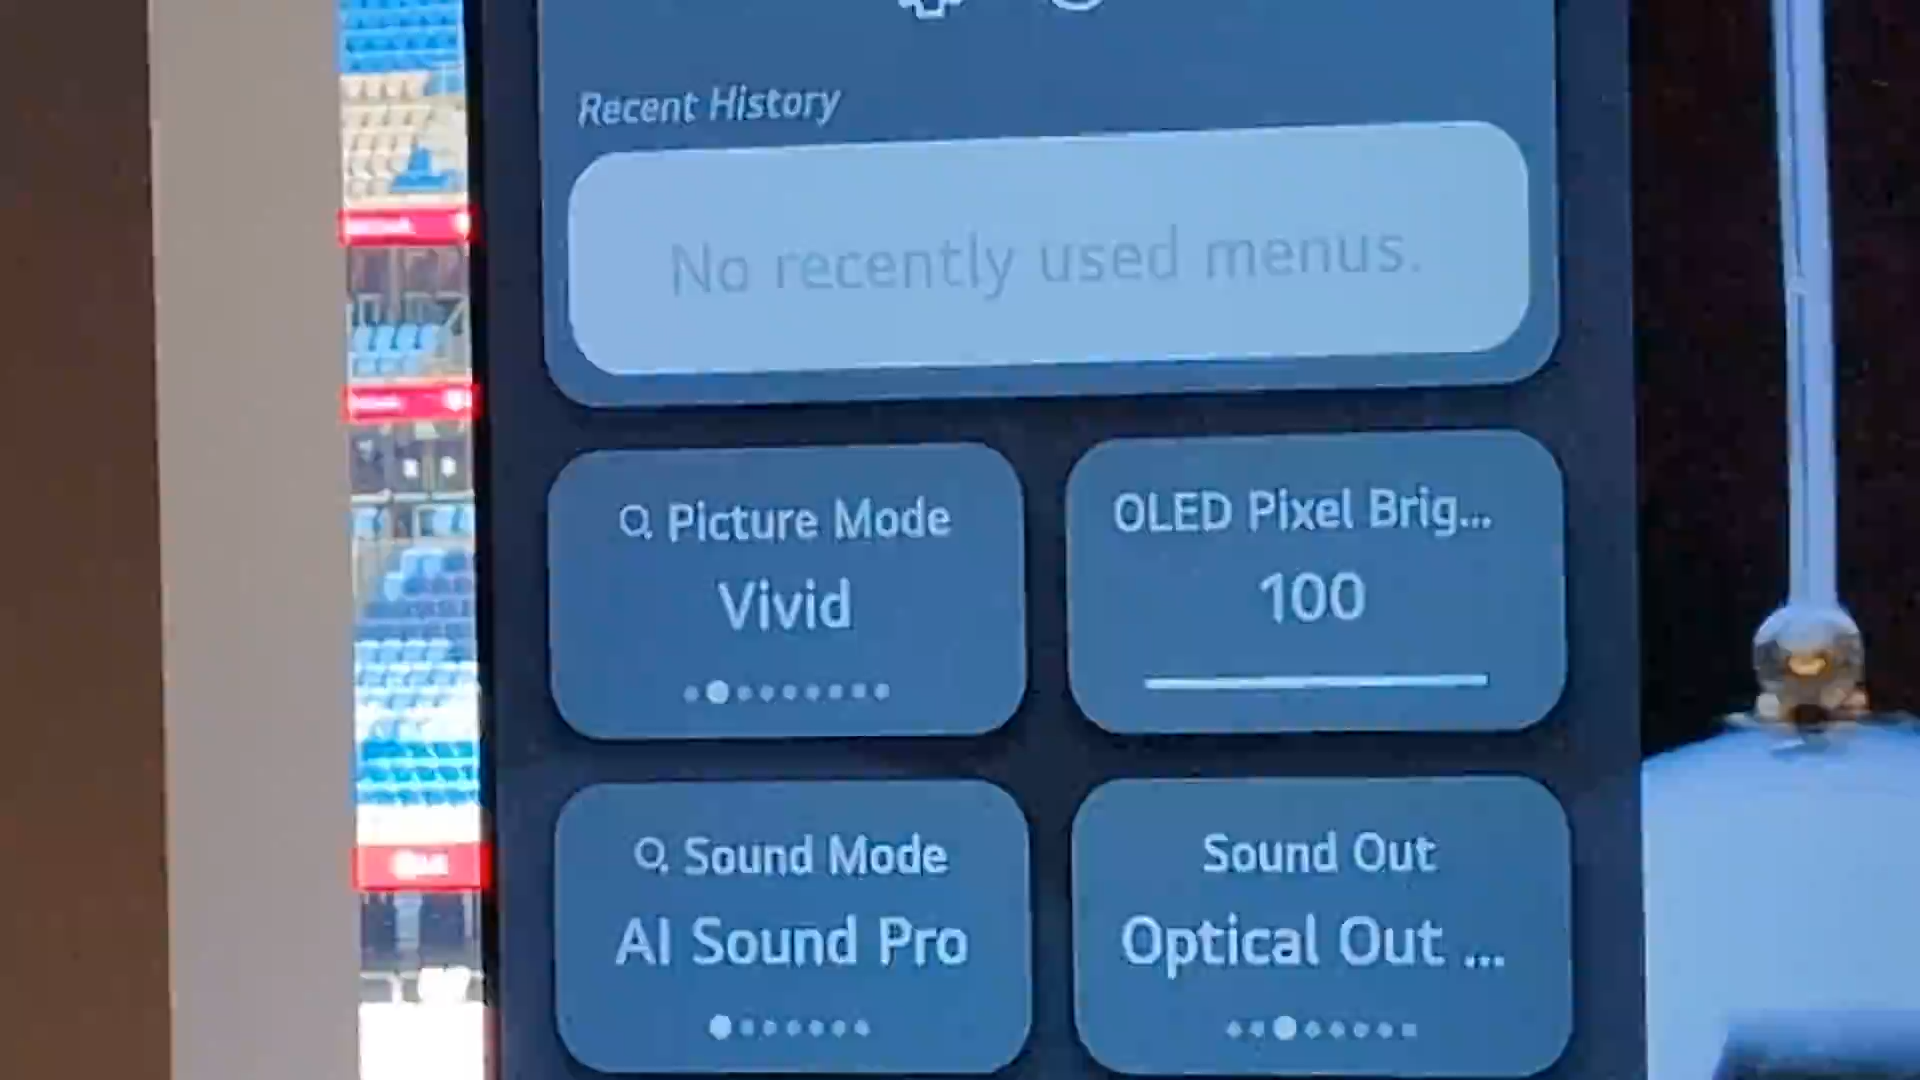 Recent History
No recently used menus.
Picture Mode
Vivid
OLED Pixel Brig...
100
Sound Mode
AI Sound Pro
Sound Out
Optical Out ...